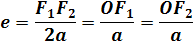 e = F₁F₂/2a = OF₁/a = OF₂/a